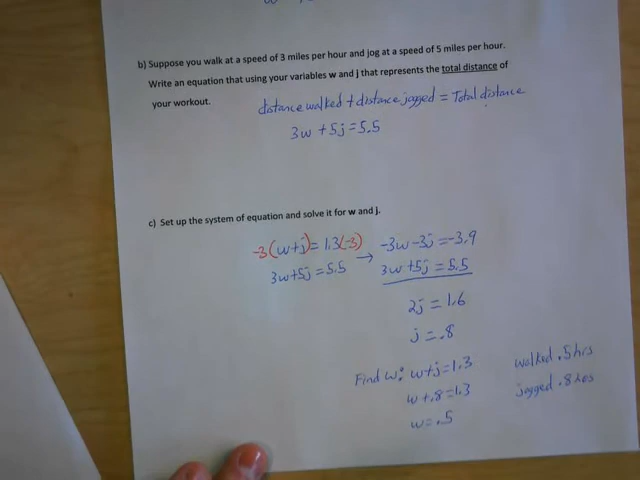 b) Suppose you walk at a speed of 3 miles per hour and jog at a speed of 5 miles per hour.
Write an equation that using your variables w and j that represents the total distance of
your workout.
distance walked + distance jogged = Total distance
3w + 5j = 5.5
c) Set up the system of equation and solve it for w and j.
-3(w+j) = 1.3(-3) → -3w -3j = -3.9
3w+5j = 5.5
3w +5j = 5.5
2j = 1.6
j = .8
Find w: w+j = 1.3
w + .8 = 1.3
w = .5
walked .5 hrs
jogged .8 hrs